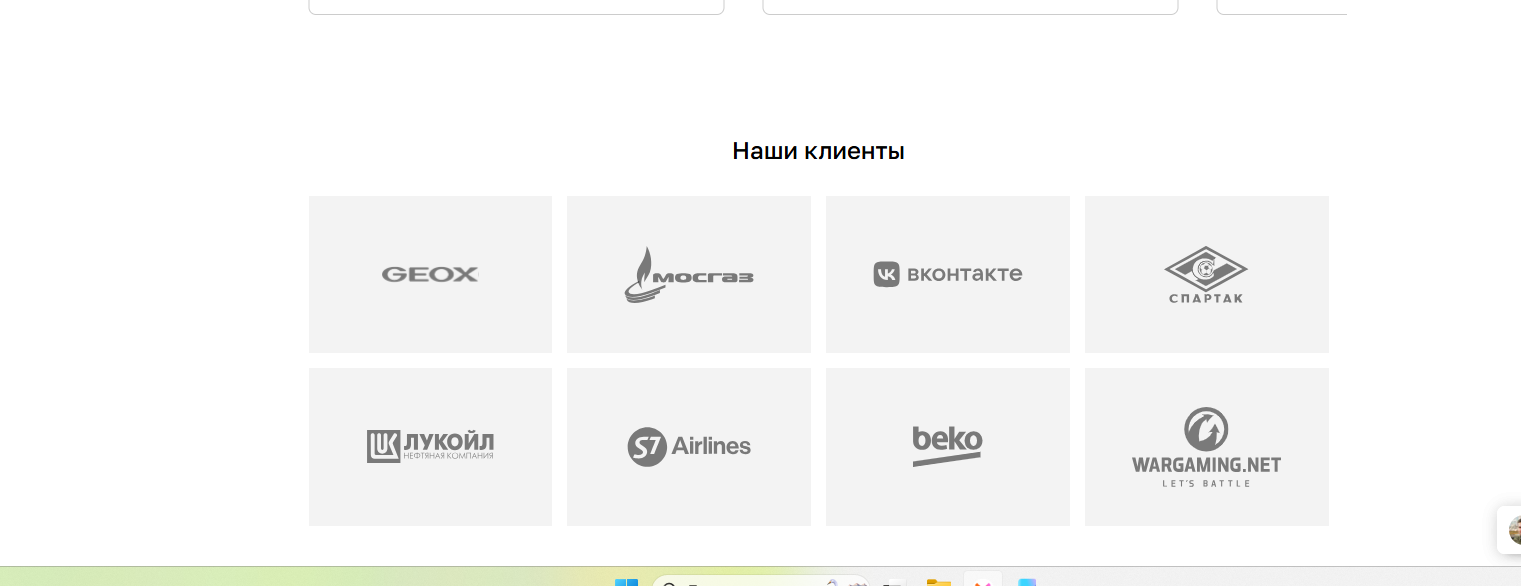 Наши клиенты
GEOX
МОСГАЗ
ВКОНТАКТЕ
СПАРТАК
ЛУКОЙЛ
НЕФТЯНАЯ КОМПАНИЯ
S7 Airlines
beko
WARGAMING.NET
LET'S BATTLE